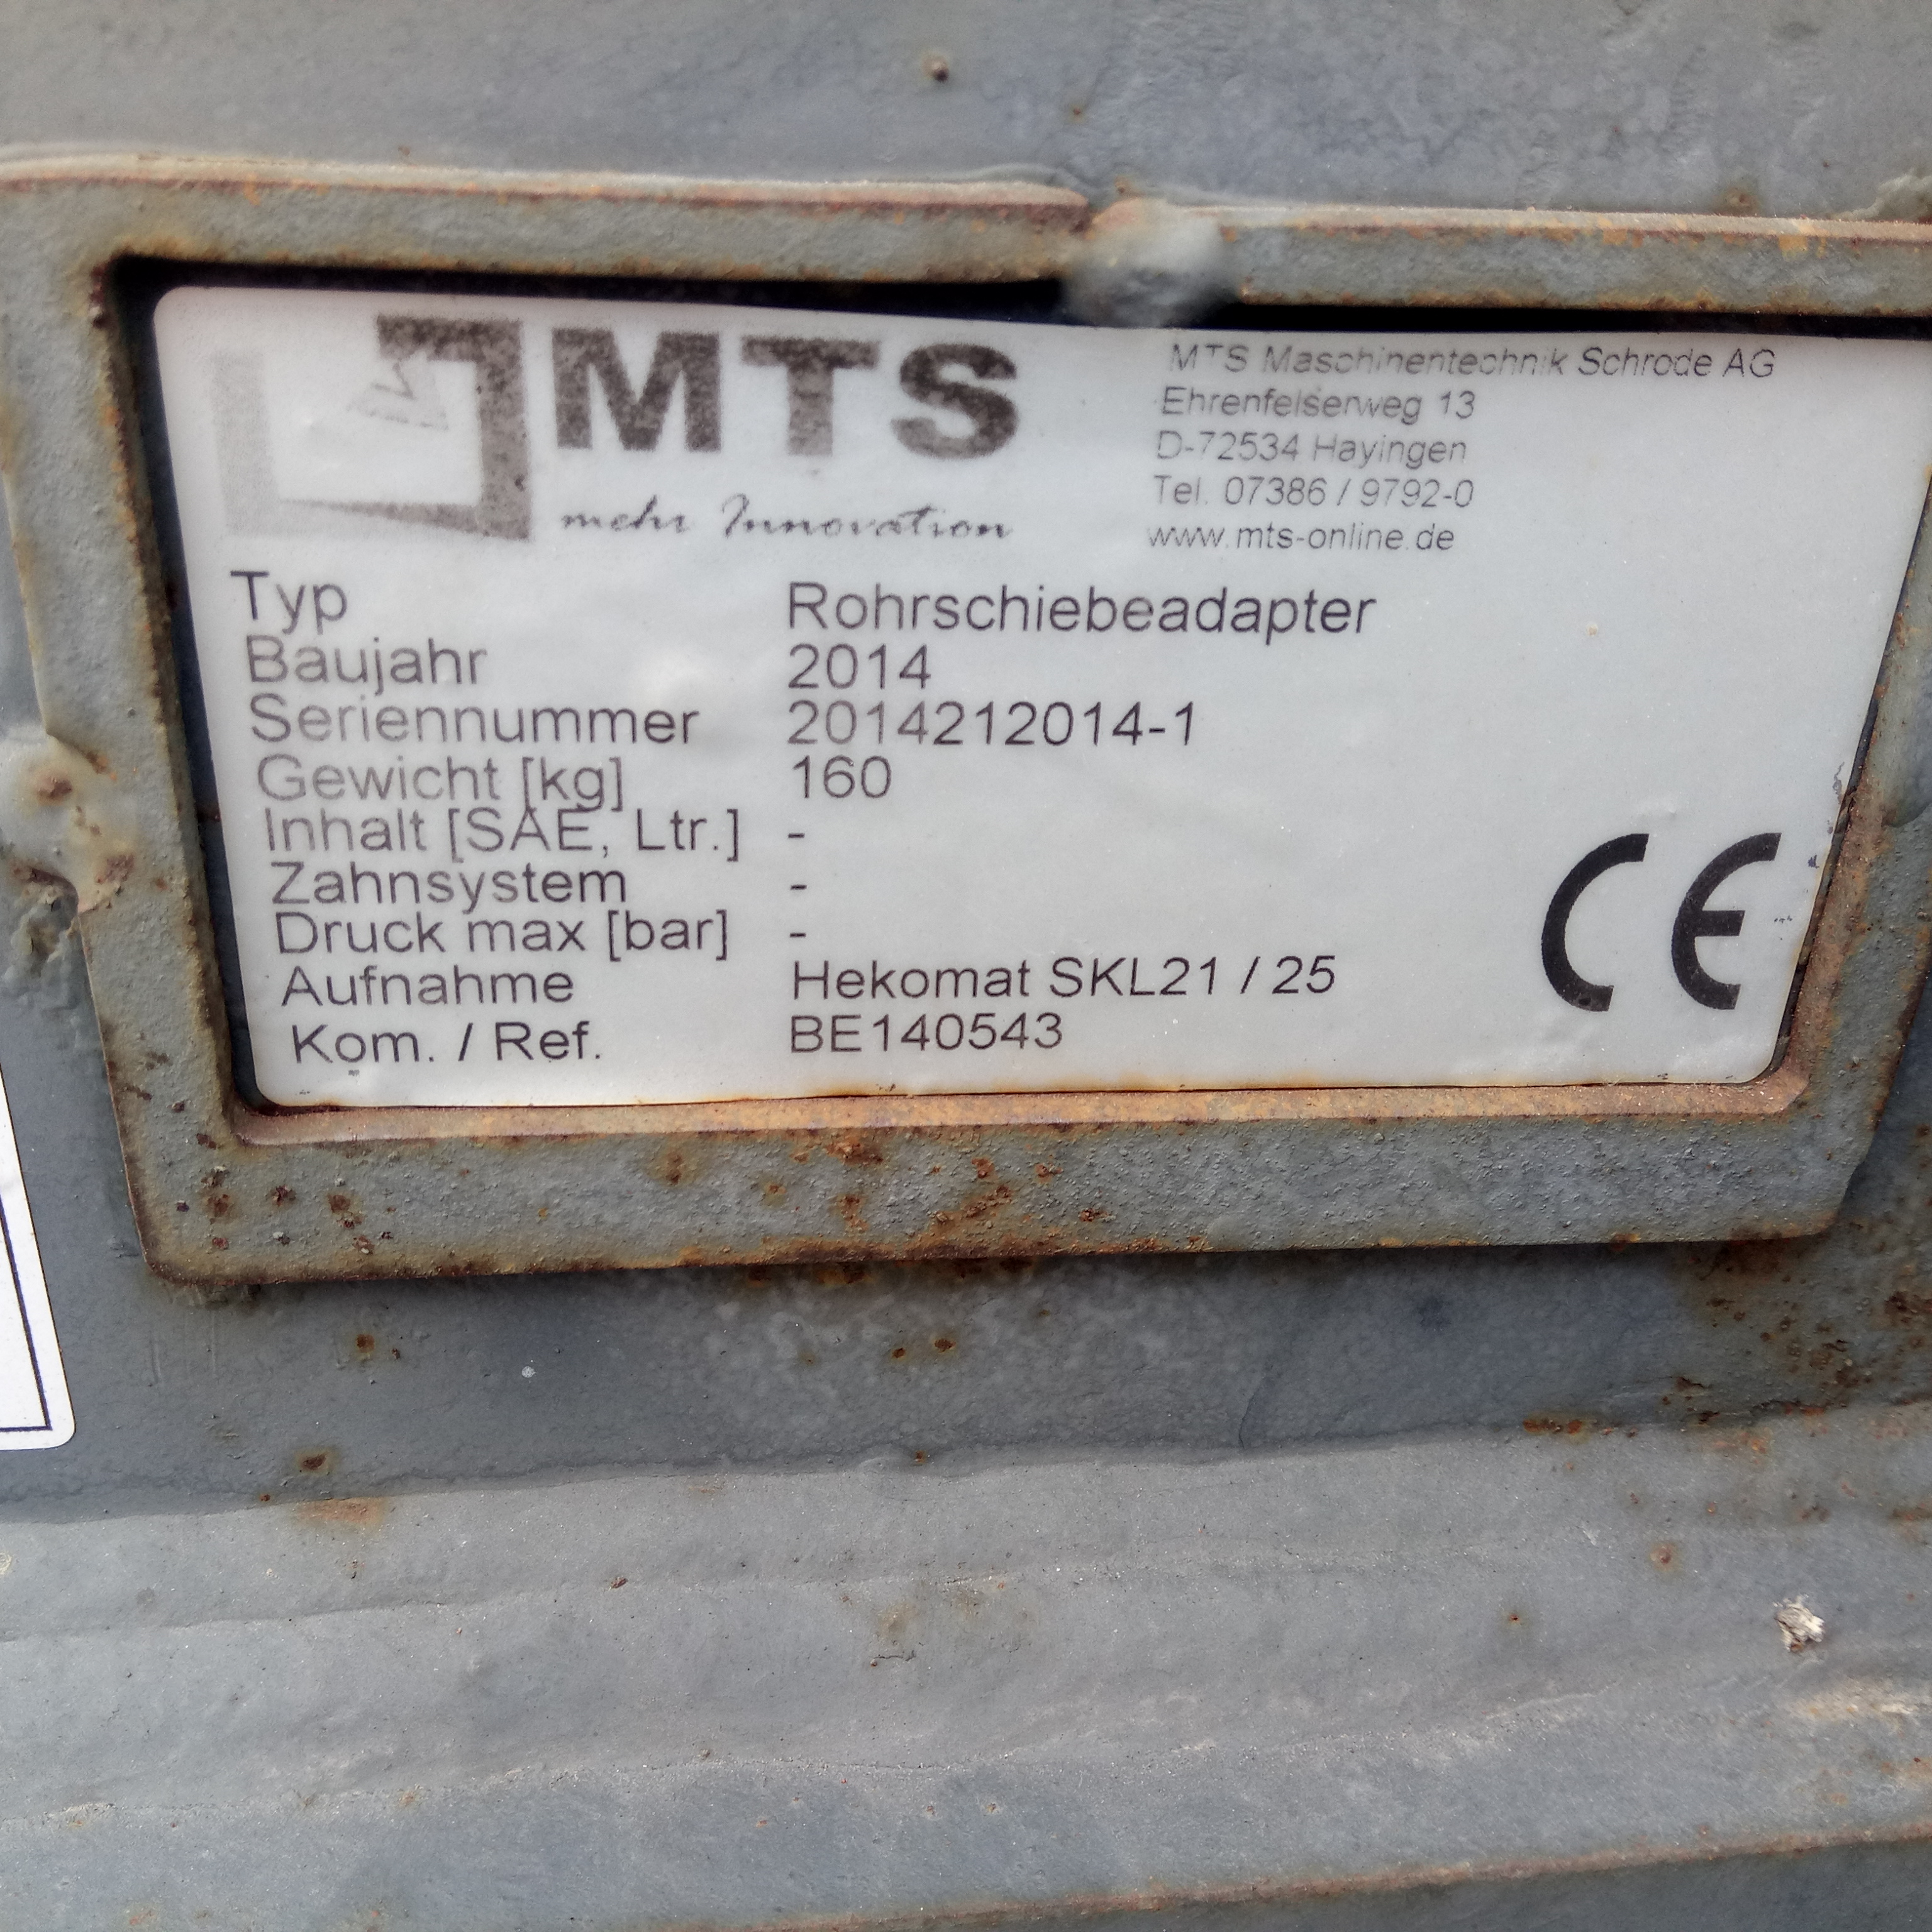 MTS
mehr Innovation
MTS Maschinentechnik Schrode AG
Ehrenfelserweg 13
D-72534 Hayingen
Tel. 07386 / 9792-0
www.mts-online.de
Typ Rohrschiebeadapter
Baujahr 2014
Seriennummer 2014212014-1
Gewicht [kg] 160
Inhalt [SAE, Ltr.] -
Zahnsystem -
Druck max [bar] -
Aufnahme Hekomat SKL21 / 25
Kom. / Ref. BE140543
CE